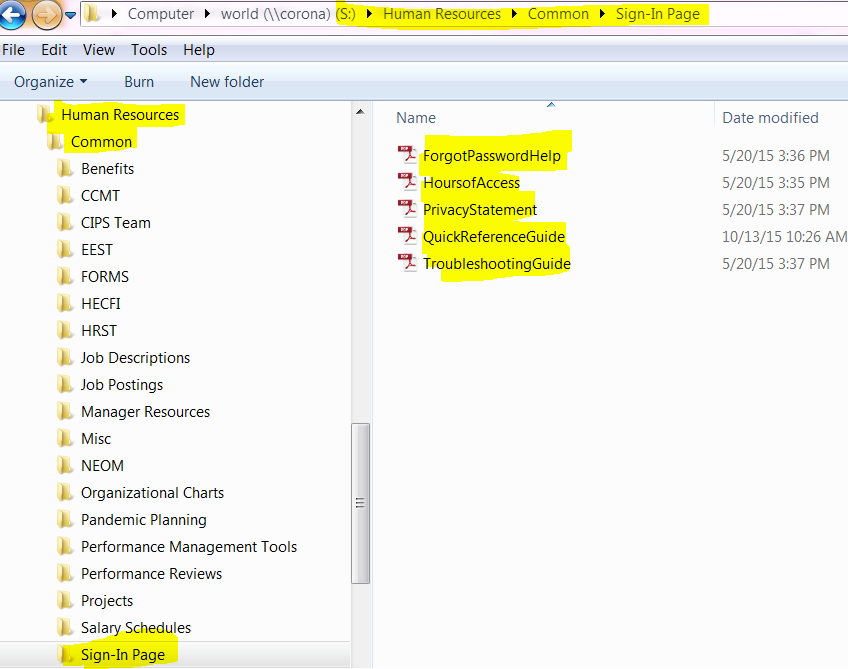 Computer world (\\corona) (S:) Human Resources Common Sign-In Page
File Edit View Tools Help
Organize Burn New folder
Human Resources
Common
Benefits
CCMT
CIPS Team
EEST
FORMS
HECFI
HRST
Job Descriptions
Job Postings
Manager Resources
Misc
NEOM
Organizational Charts
Pandemic Planning
Performance Management Tools
Performance Reviews
Projects
Salary Schedules
Sign-In Page
Name Date modified
ForgotPasswordHelp 5/20/15 3:36 PM
HoursofAccess 5/20/15 3:35 PM
PrivacyStatement 5/20/15 3:37 PM
QuickReferenceGuide 10/13/15 10:26 AM
TroubleshootingGuide 5/20/15 3:37 PM